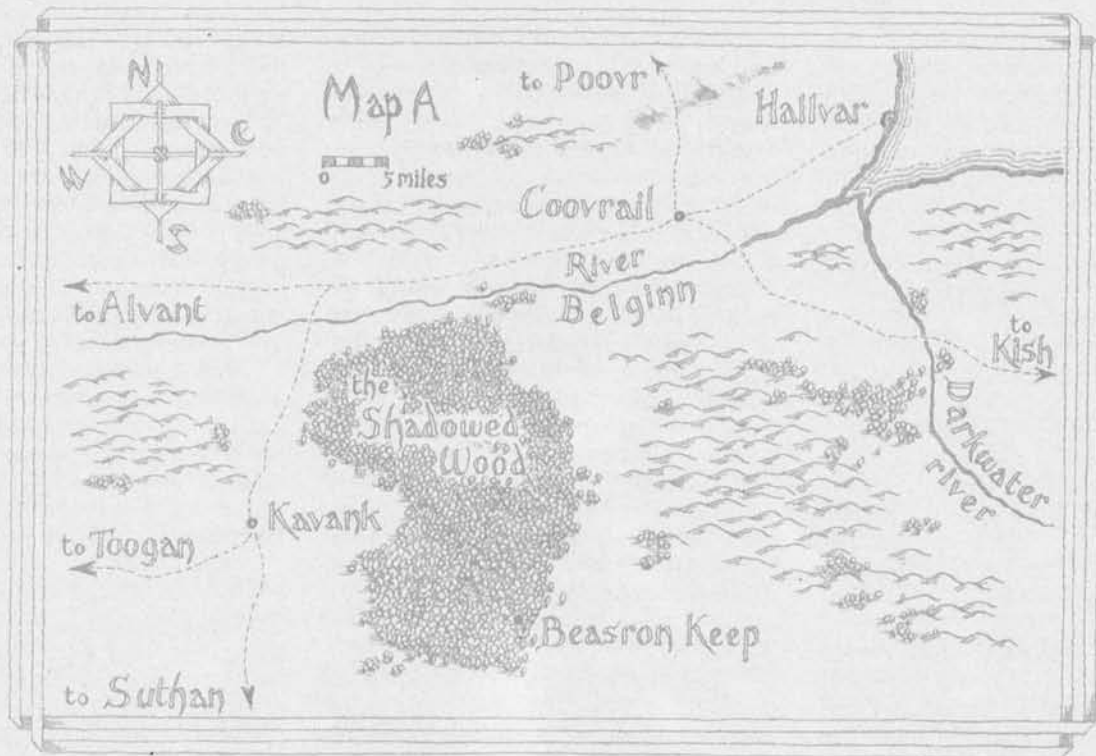 N
E
W
S
Map A
0 5 miles
to Poovr
Hallvar
Coovrail
River
Belginn
to Alvant
to
Kish
the
Shadowed
Wood
Darkwater
river
Kavank
to Toogan
Beasron Keep
to Suthan